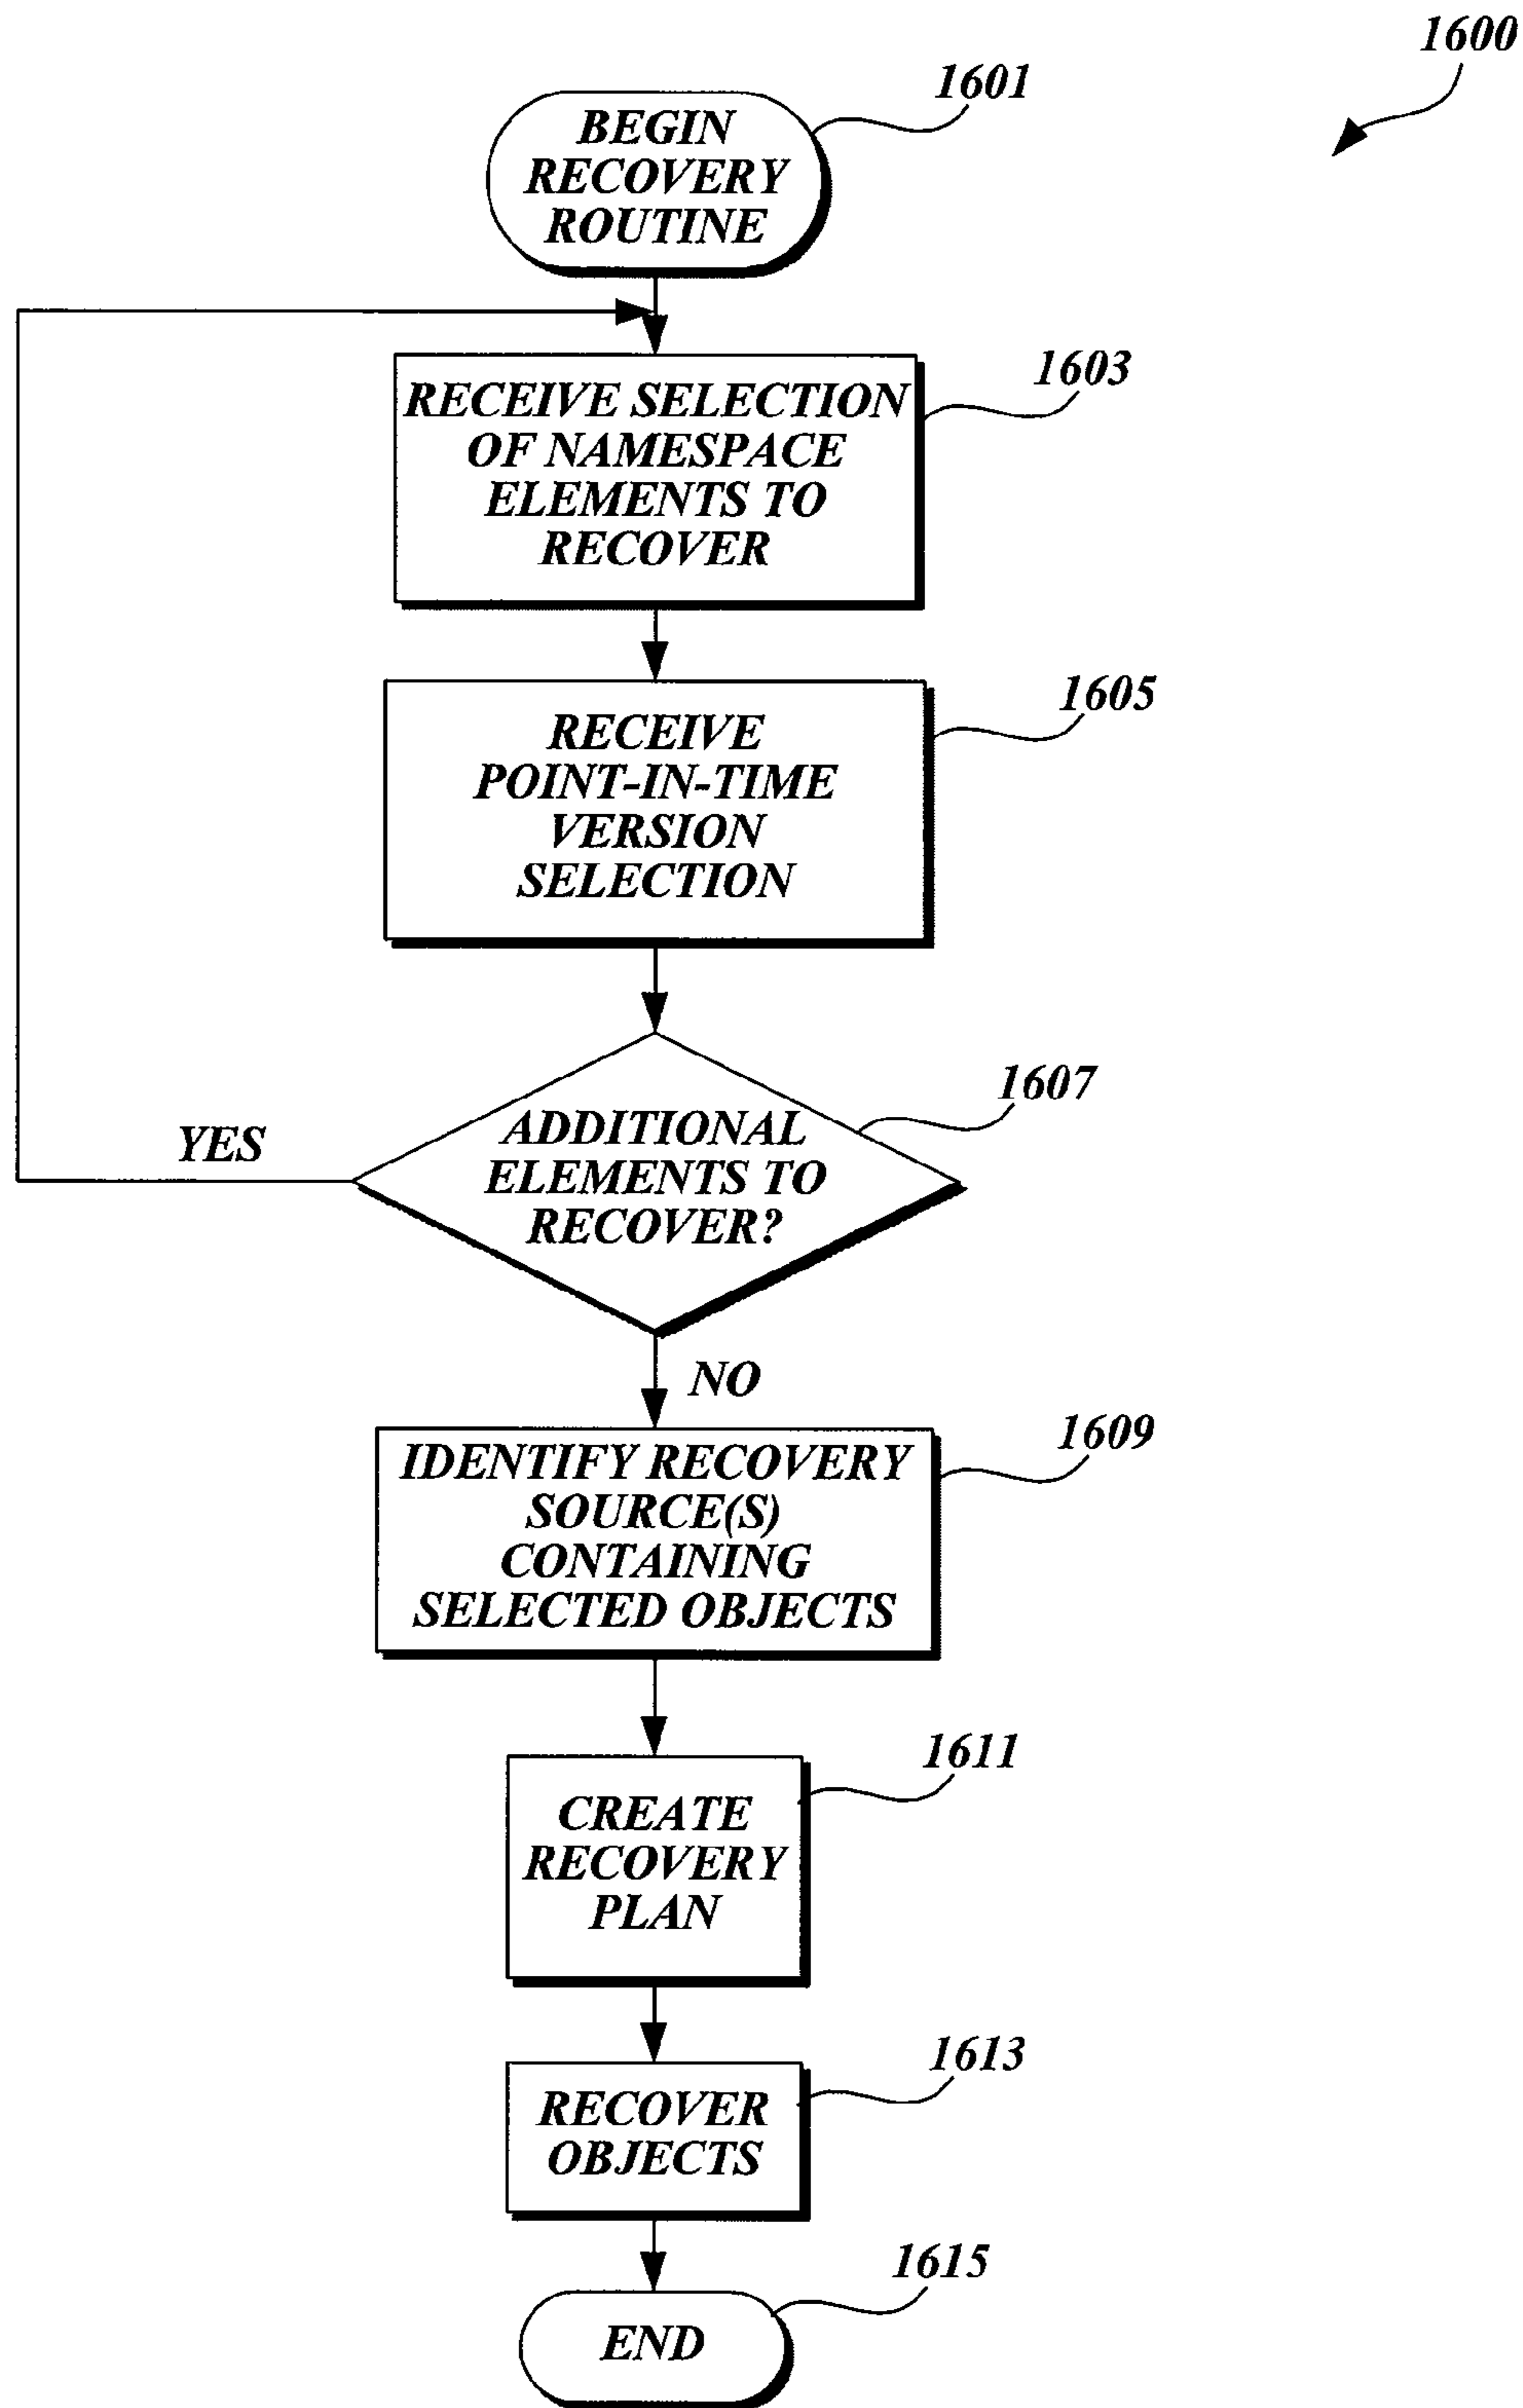 1600
1601
BEGIN
RECOVERY
ROUTINE
1603
RECEIVE SELECTION
OF NAMESPACE
ELEMENTS TO
RECOVER
1605
RECEIVE
POINT-IN-TIME
VERSION
SELECTION
1607
ADDITIONAL
ELEMENTS TO
RECOVER?
YES
NO
1609
IDENTIFY RECOVERY
SOURCE(S)
CONTAINING
SELECTED OBJECTS
1611
CREATE
RECOVERY
PLAN
1613
RECOVER
OBJECTS
1615
END